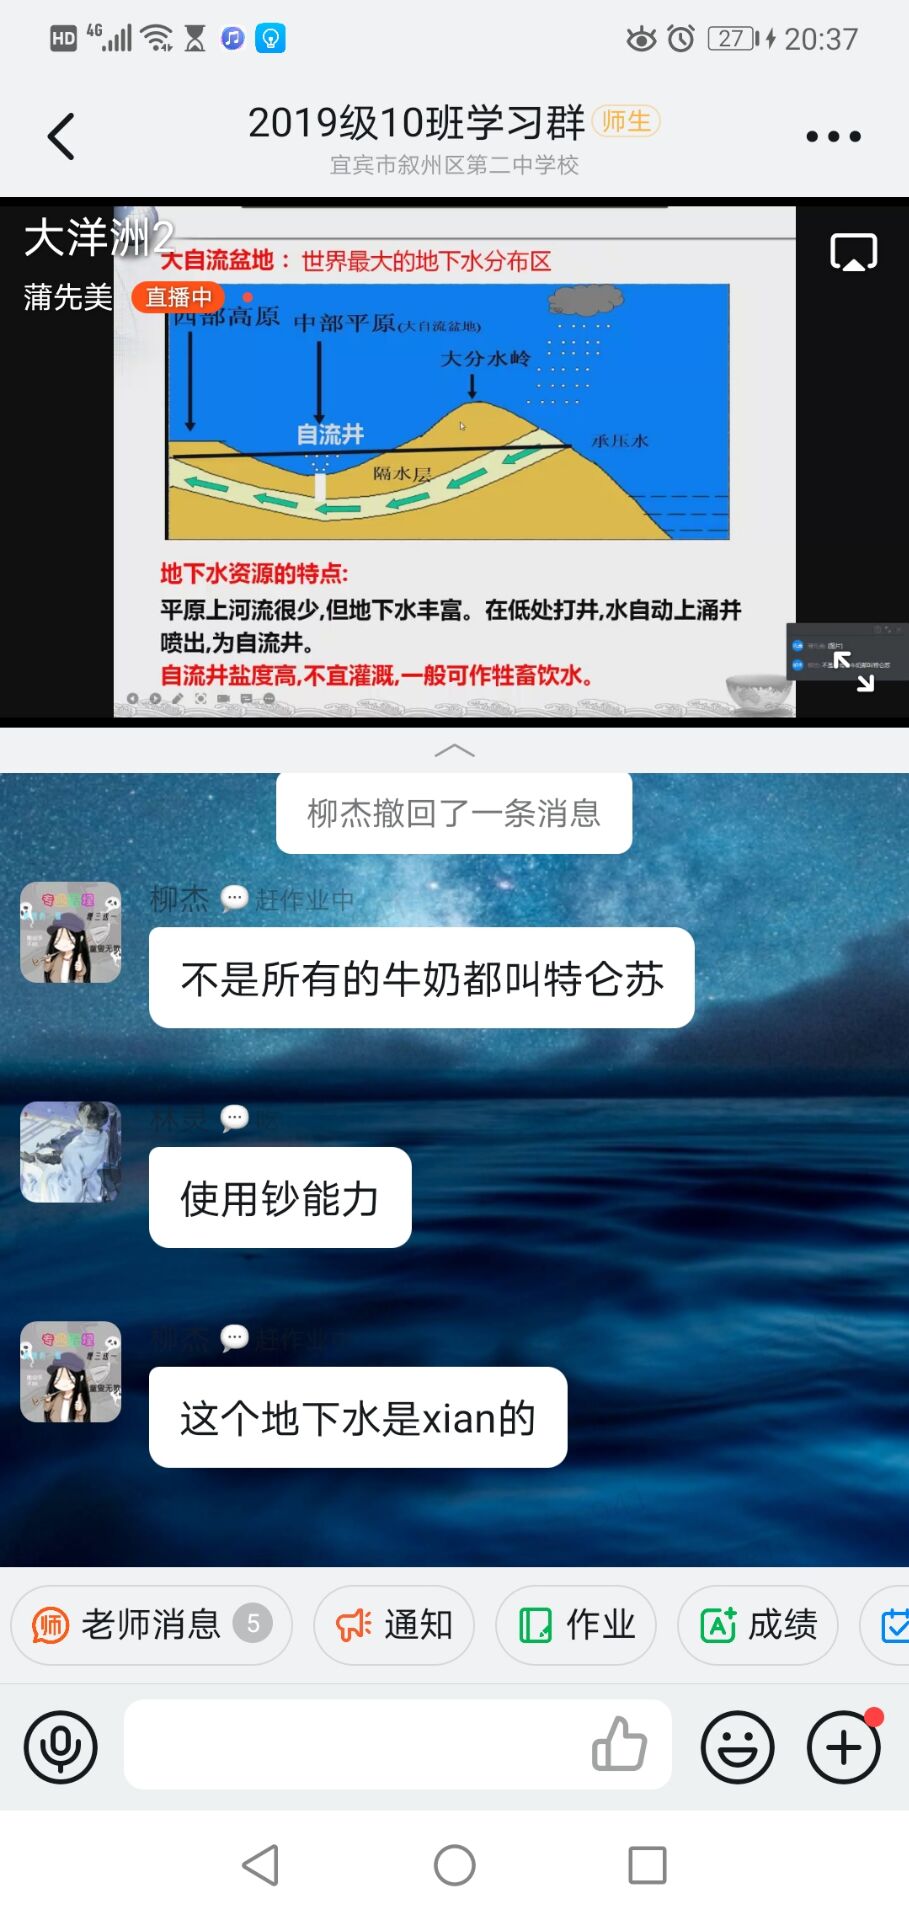 HD 4G 27 20:37
2019级10班学习群 师生
宜宾市叙州区第二中学校
大洋洲2
蒲先美 直播中
大自流盆地：世界最大的地下水分布区
西部高原 中部平原(大自流盆地)
大分水岭
自流井
承压水
隔水层
地下水资源的特点:
平原上河流很少,但地下水丰富。在低处打井,水自动上涌井
喷出,为自流井。
自流井盐度高,不宜灌溉,一般可作牲畜饮水。
柳杰撤回了一条消息
柳杰 赶作业中
不是所有的牛奶都叫特仑苏
林灵
使用钞能力
柳杰 赶作业
这个地下水是xian的
师 老师消息 5
通知
作业
A+ 成绩